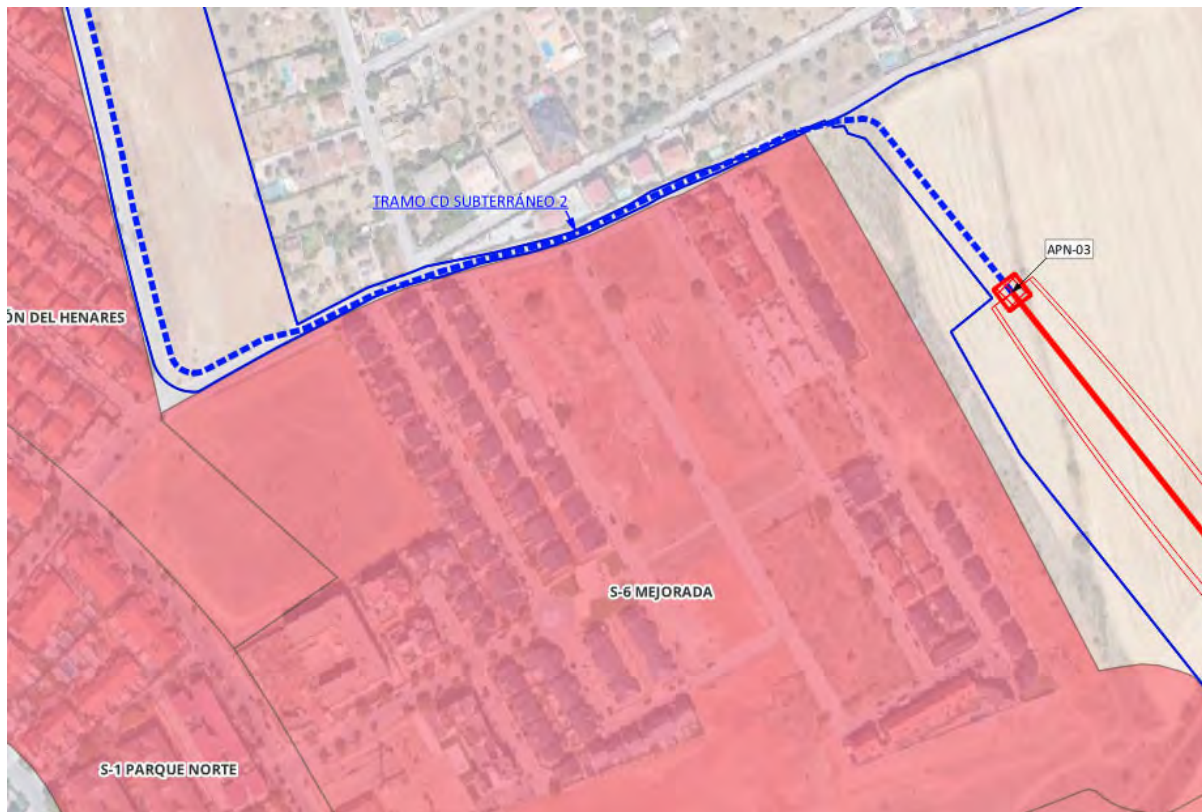 TRAMO CD SUBTERRÁNEO 2
APN-03
ÓN DEL HENARES
S-6 MEJORADA
S-1 PARQUE NORTE